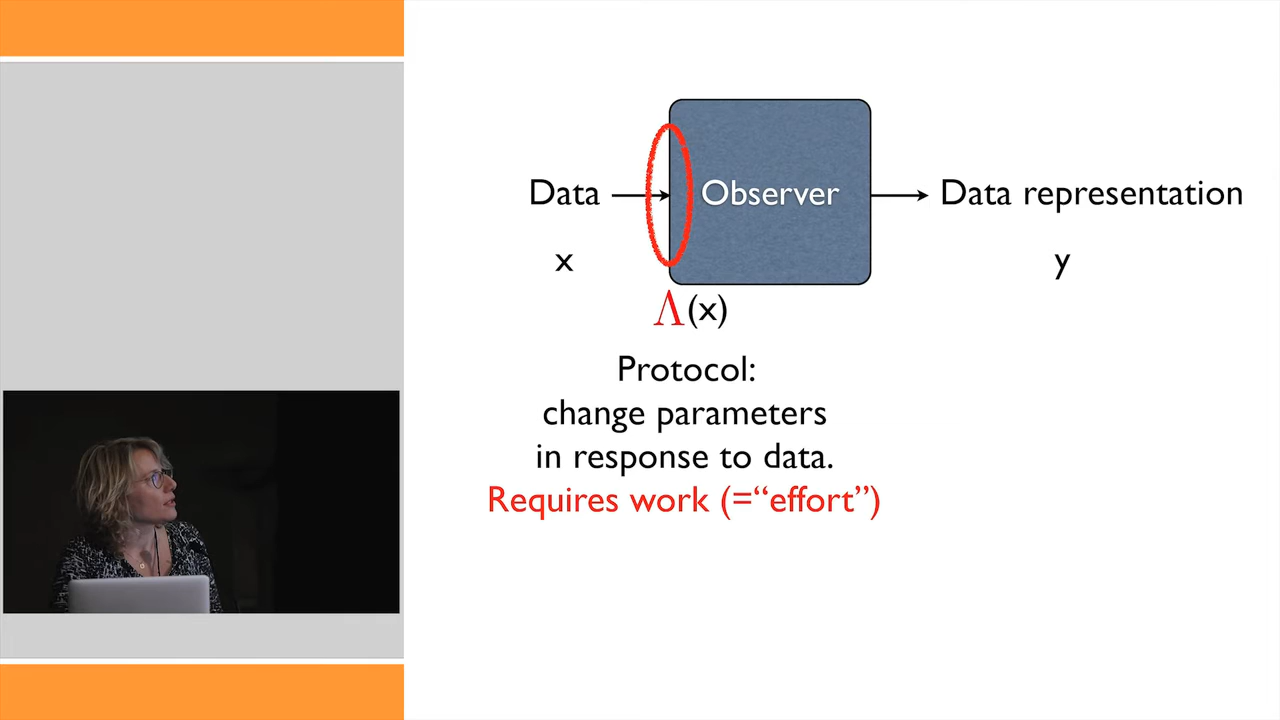 Data
Observer
Data representation
x
y
Λ(x)
Protocol:
change parameters
in response to data.
Requires work (=“effort”)